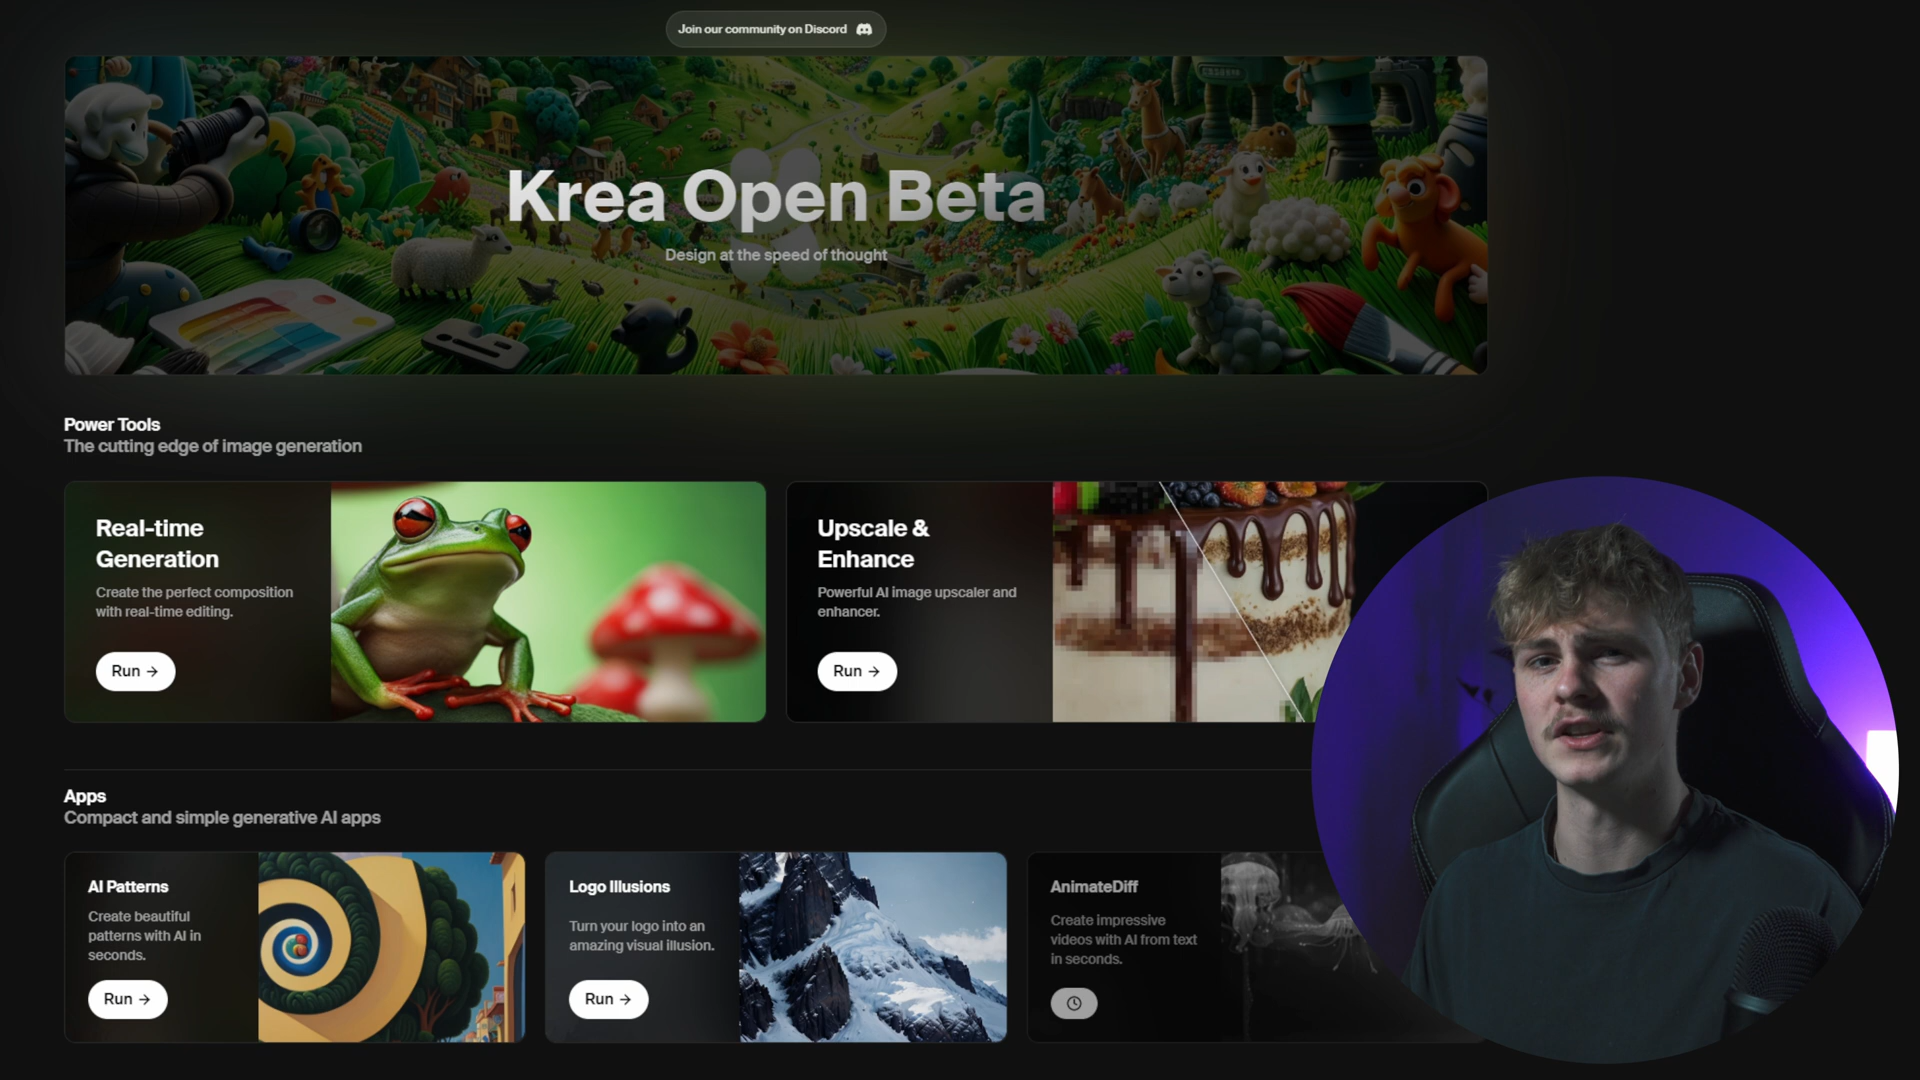 Join our community on Discord
Krea Open Beta
Design at the speed of thought
Power Tools
The cutting edge of image generation
Real-time
Generation
Create the perfect composition
with real-time editing.
Run →
Upscale &
Enhance
Powerful AI image upscaler and
enhancer.
Run →
Apps
Compact and simple generative AI apps
AI Patterns
Create beautiful
patterns with AI in
seconds.
Run →
Logo Illusions
Turn your logo into an
amazing visual illusion.
Run →
AnimateDiff
Create impressive
videos with AI from text
in seconds.